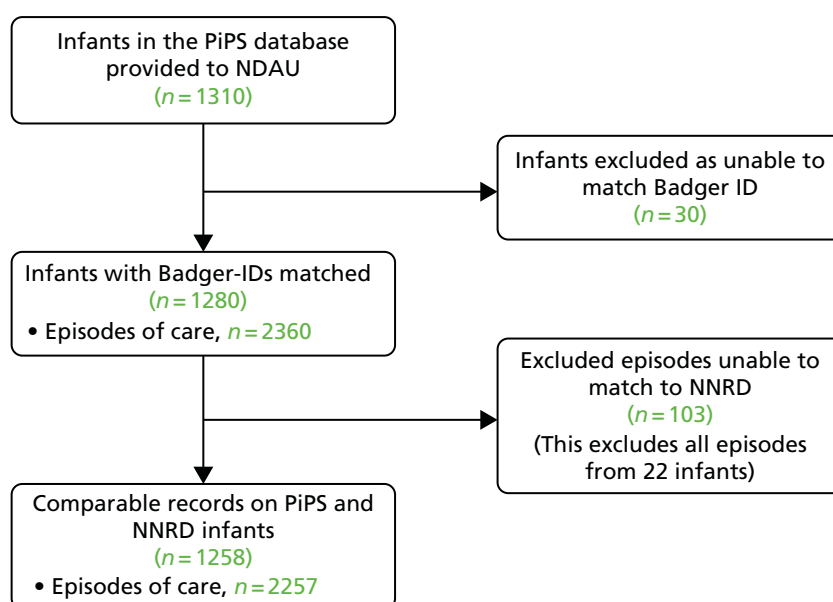 Infants in the PiPS database
provided to NDAU
(n = 1310)
Infants excluded as unable to
match Badger ID
(n = 30)
Infants with Badger-IDs matched
(n = 1280)
• Episodes of care, n = 2360
Excluded episodes unable to
match to NNRD
(n = 103)
(This excludes all episodes
from 22 infants)
Comparable records on PiPS and
NNRD infants
(n = 1258)
• Episodes of care, n = 2257